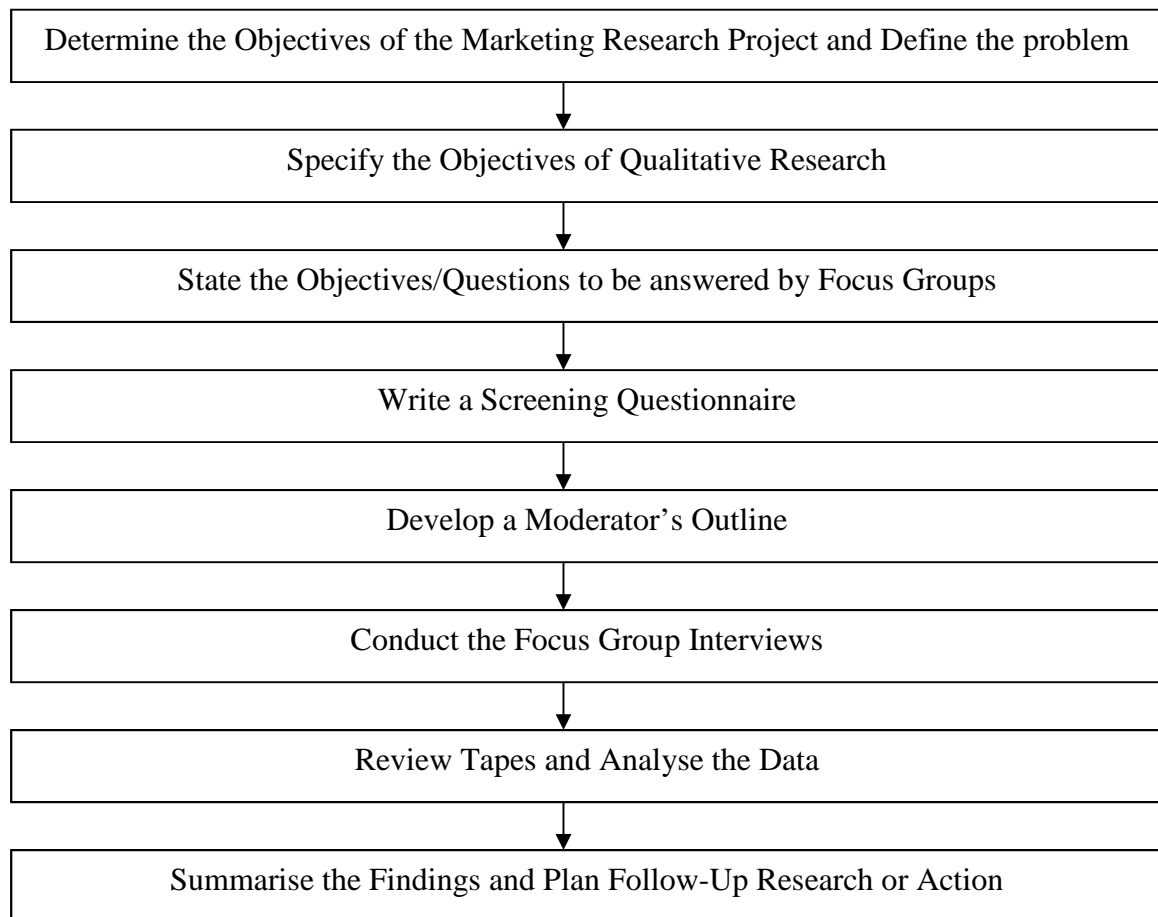 Determine the Objectives of the Marketing Research Project and Define the problem
Specify the Objectives of Qualitative Research
State the Objectives/Questions to be answered by Focus Groups
Write a Screening Questionnaire
Develop a Moderator’s Outline
Conduct the Focus Group Interviews
Review Tapes and Analyse the Data
Summarise the Findings and Plan Follow-Up Research or Action